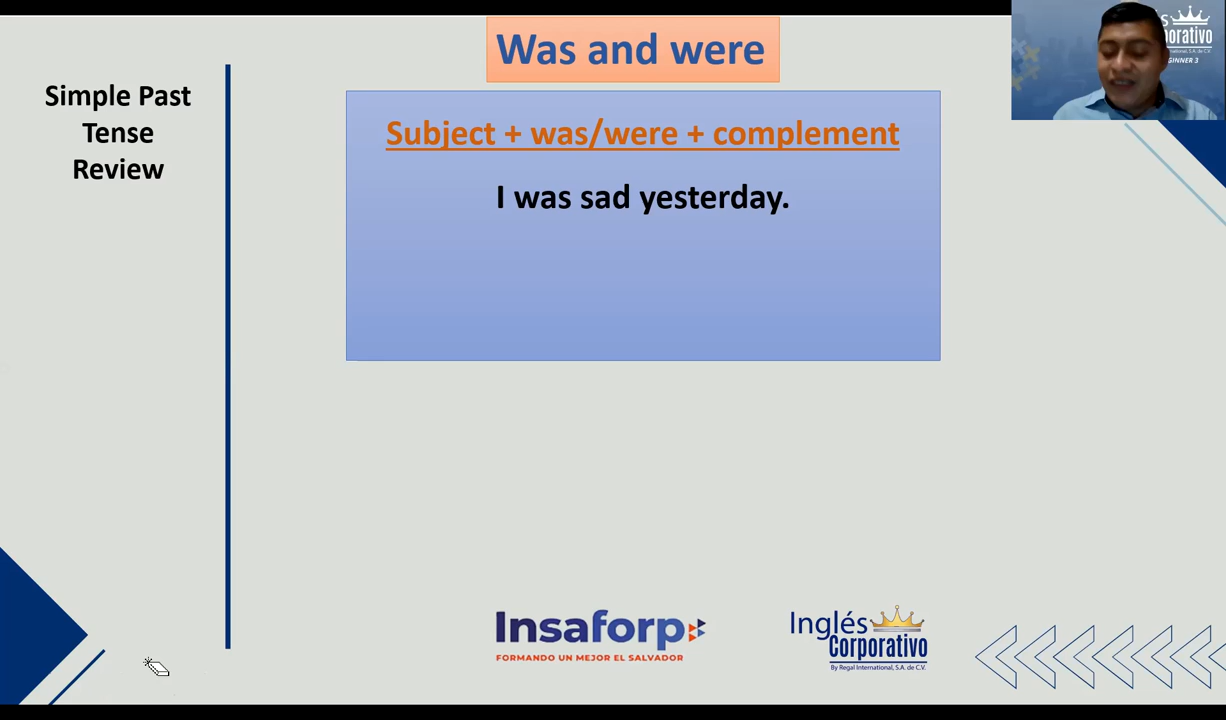 Was and were
Simple Past
Tense
Review
Subject + was/were + complement
I was sad yesterday.
Insaforp
FORMANDO UN MEJOR EL SALVADOR
Inglés
Corporativo
By Regal International, S.A. de C.V.